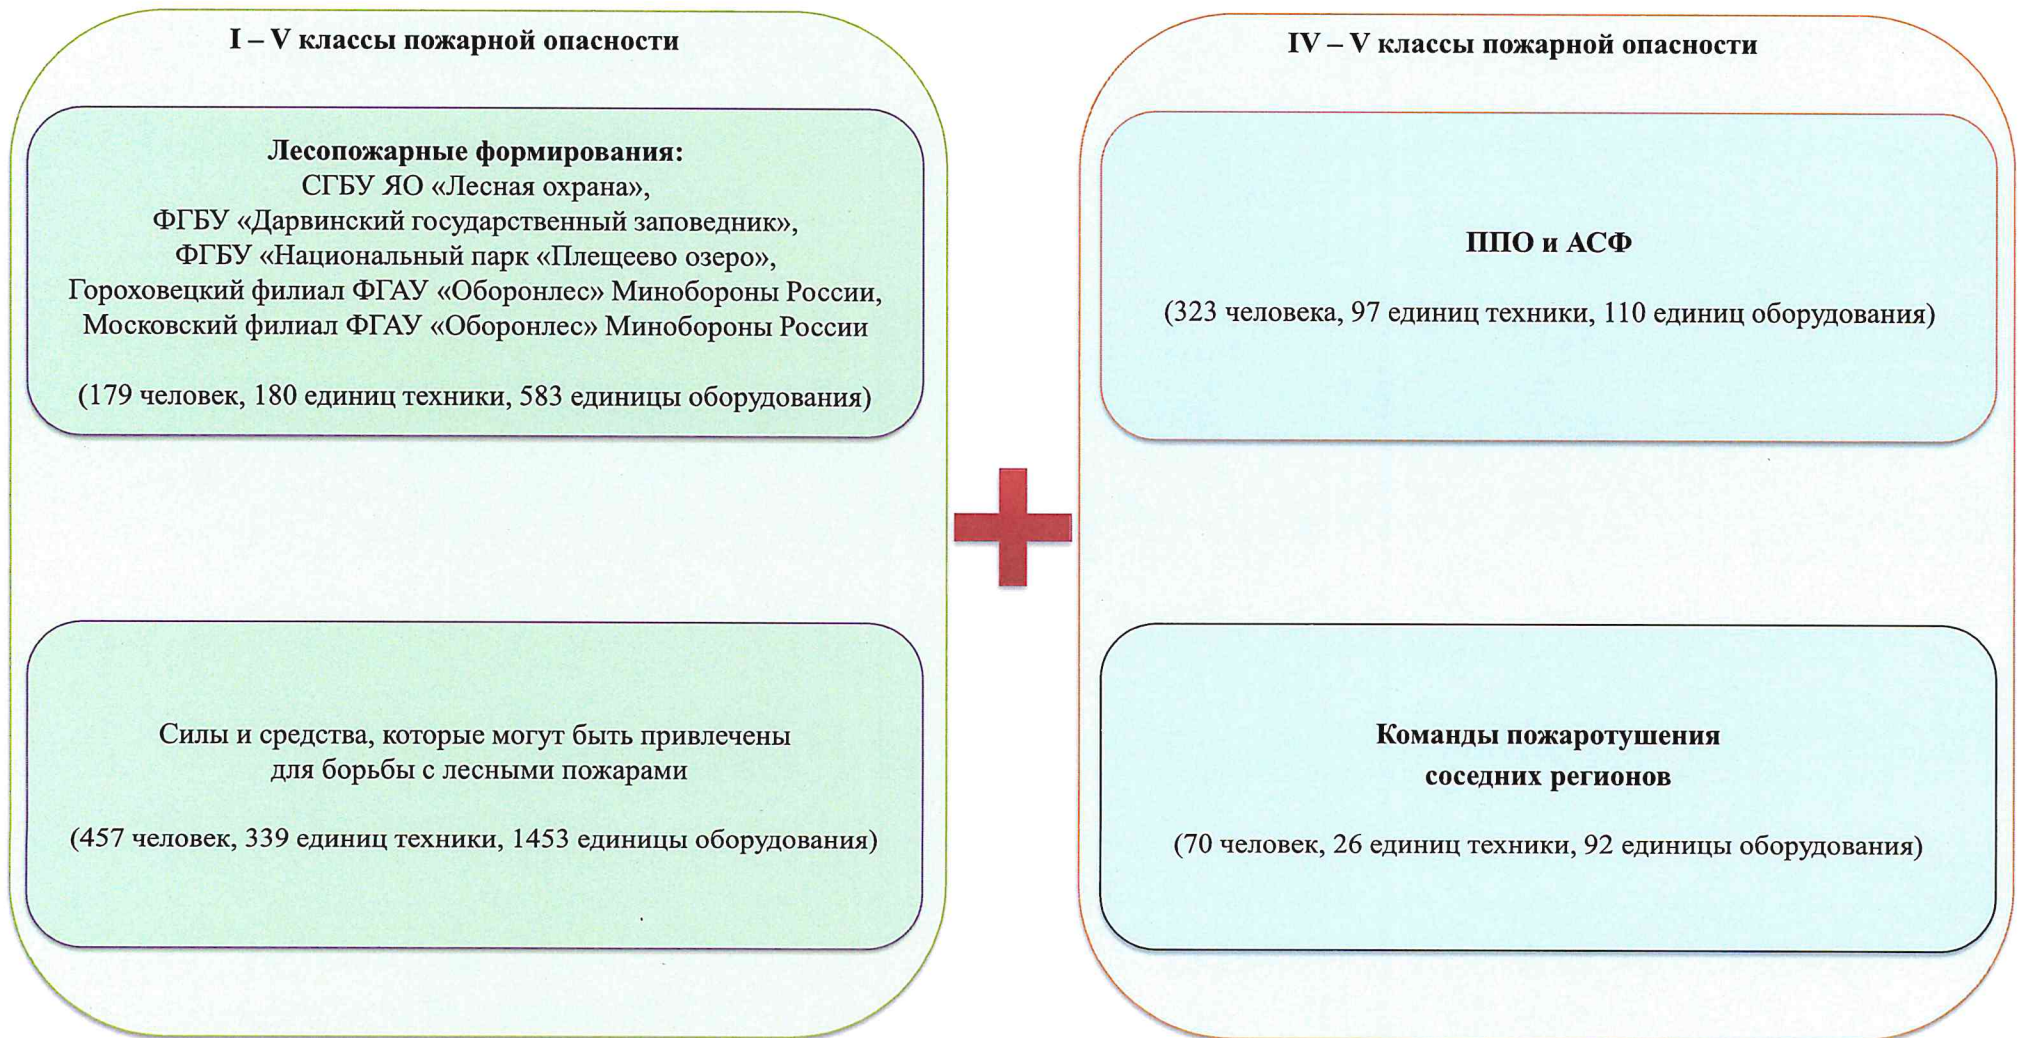 I – V классы пожарной опасности
Лесопожарные формирования:
СГБУ ЯО «Лесная охрана»,
ФГБУ «Дарвинский государственный заповедник»,
ФГБУ «Национальный парк «Плещеево озеро»,
Гороховецкий филиал ФГАУ «Оборонлес» Минобороны России,
Московский филиал ФГАУ «Оборонлес» Минобороны России
(179 человек, 180 единиц техники, 583 единицы оборудования)
Силы и средства, которые могут быть привлечены
для борьбы с лесными пожарами
(457 человек, 339 единиц техники, 1453 единицы оборудования)
IV – V классы пожарной опасности
ППО и АСФ
(323 человека, 97 единиц техники, 110 единиц оборудования)
Команды пожаротушения
соседних регионов
(70 человек, 26 единиц техники, 92 единицы оборудования)